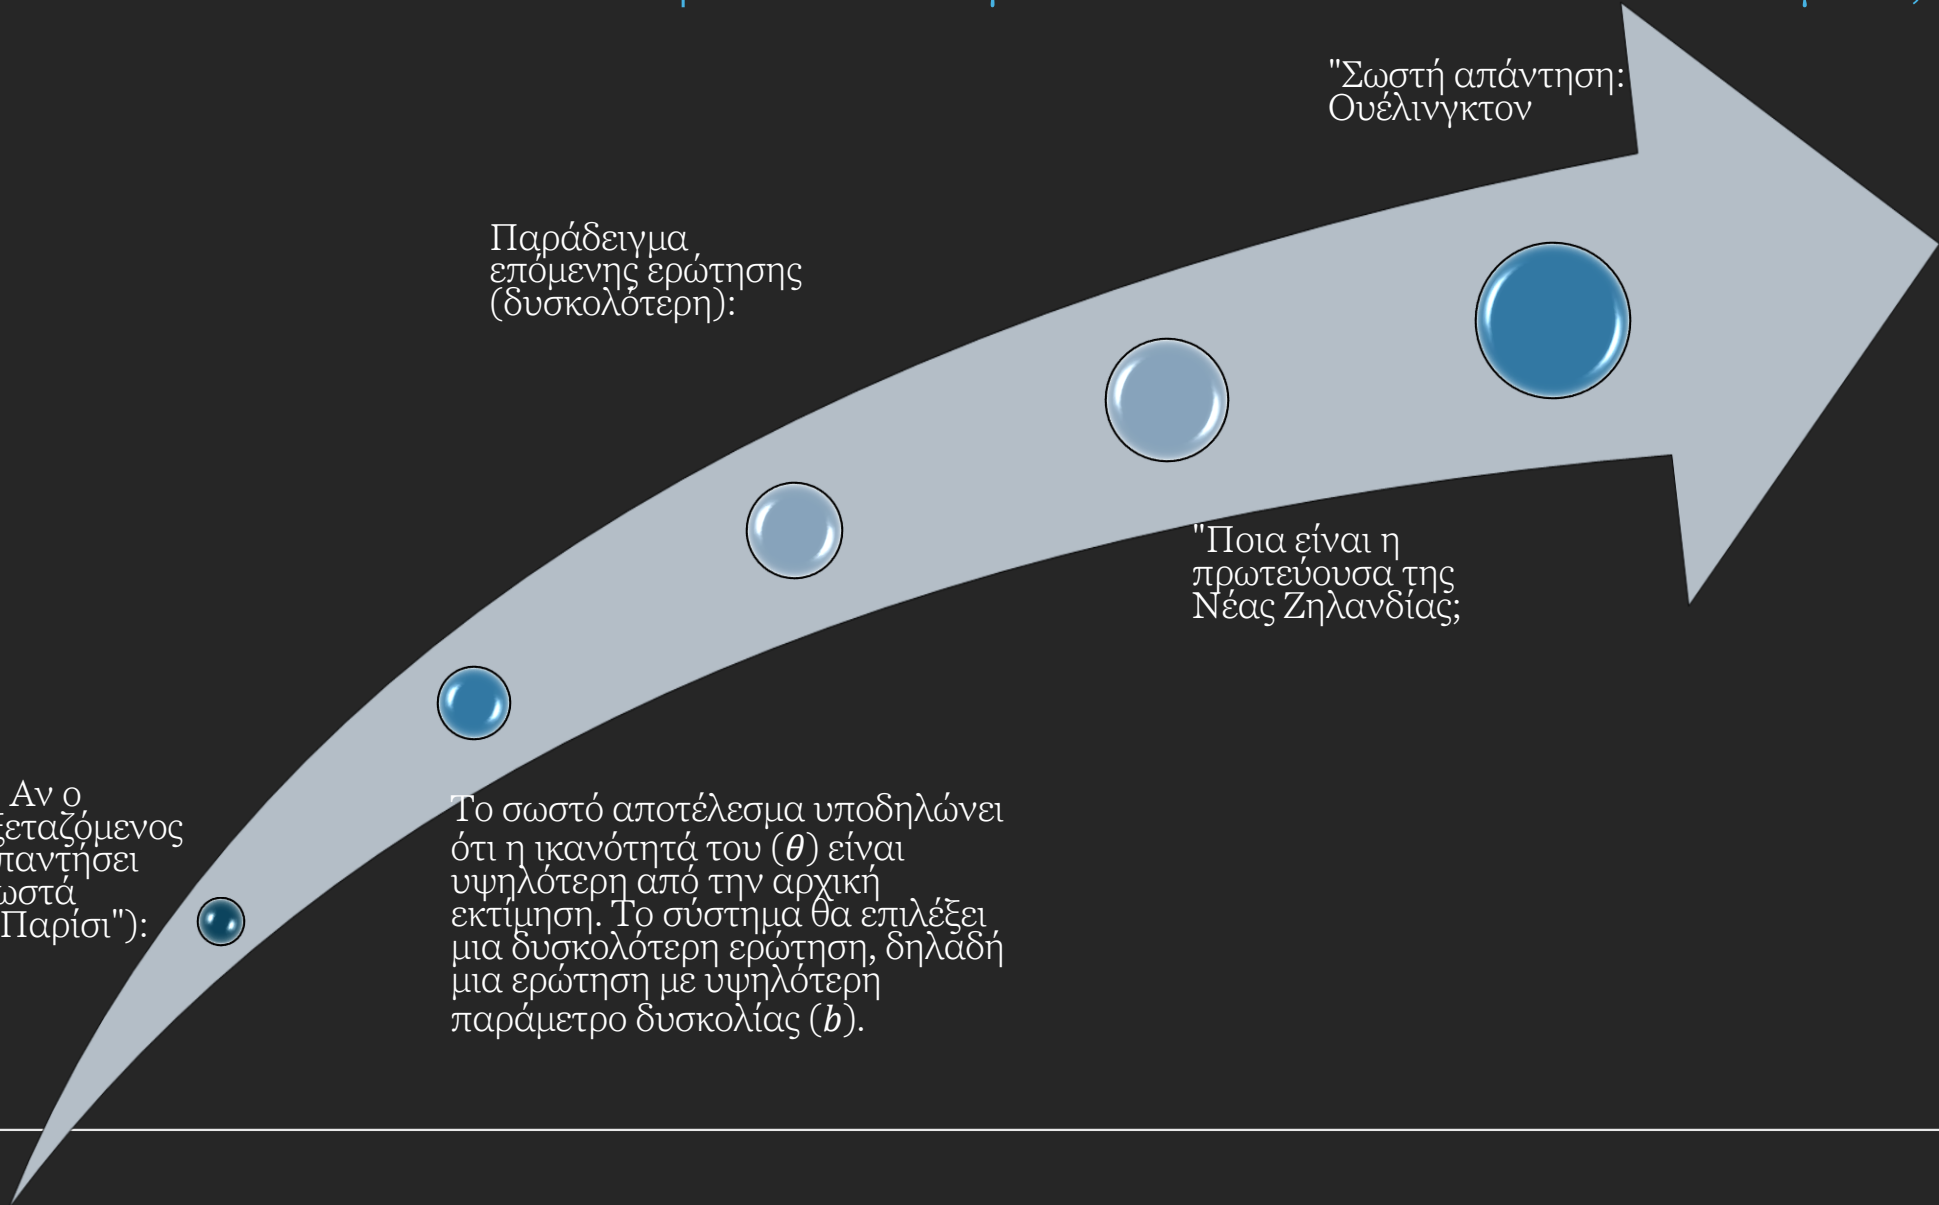 Αν ο
ξεταζόμενος
παντήσει
ωστά
Παρίσι"):
Το σωστό αποτέλεσμα υποδηλώνει
ότι η ικανότητά του (θ) είναι
υψηλότερη από την αρχική
εκτίμηση. Το σύστημα θα επιλέξει
μια δυσκολότερη ερώτηση, δηλαδή
μια ερώτηση με υψηλότερη
παράμετρο δυσκολίας (b).
Παράδειγμα
επόμενης ερώτησης
(δυσκολότερη):
"Ποια είναι η
πρωτεύουσα της
Νέας Ζηλανδίας;
"Σωστή απάντηση:
Ουέλινγκτον